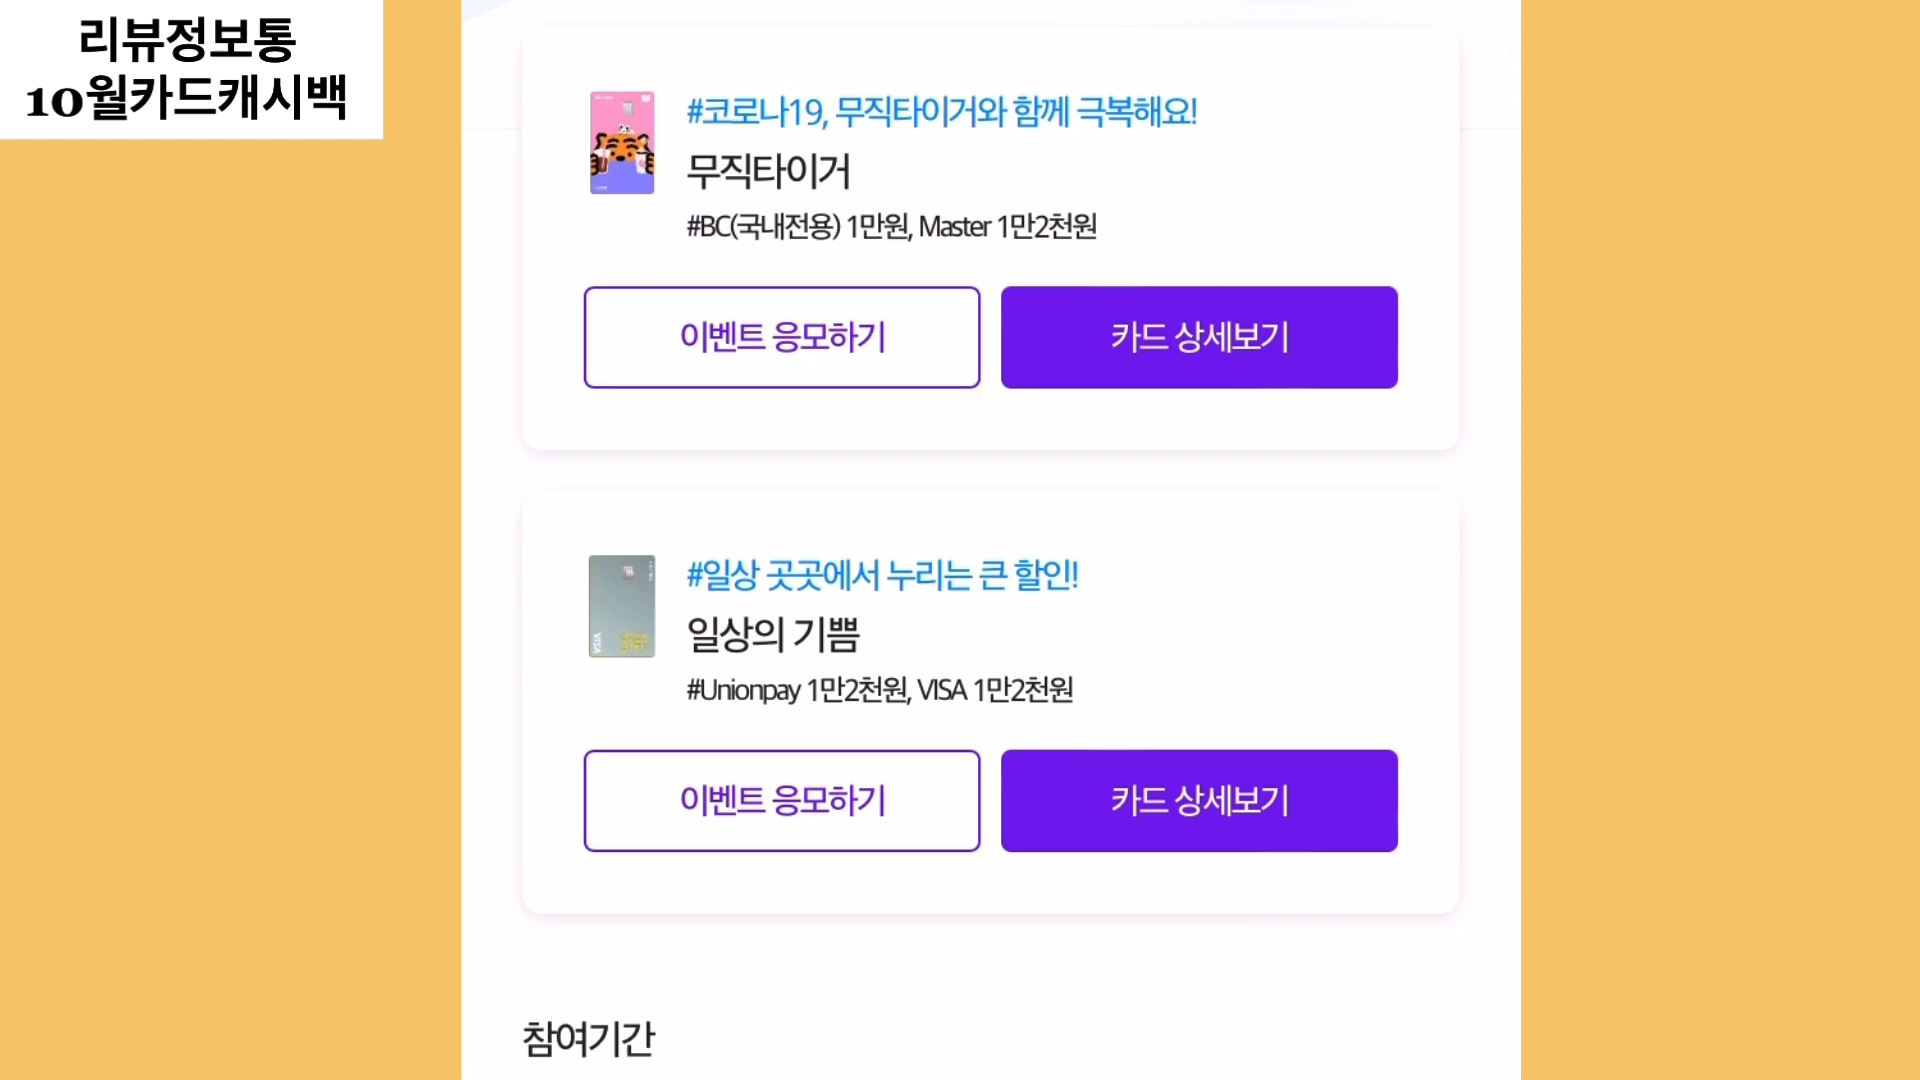 리뷰정보통
10월카드캐시백
#코로나19, 무직타이거와 함께 극복해요!
무직타이거
#BC(국내전용) 1만원, Master 1만2천원
이벤트 응모하기
카드 상세보기
#일상 곳곳에서 누리는 큰 할인!
일상의 기쁨
#Unionpay 1만2천원, VISA 1만2천원
VISA
이벤트 응모하기
카드 상세보기
참여기간